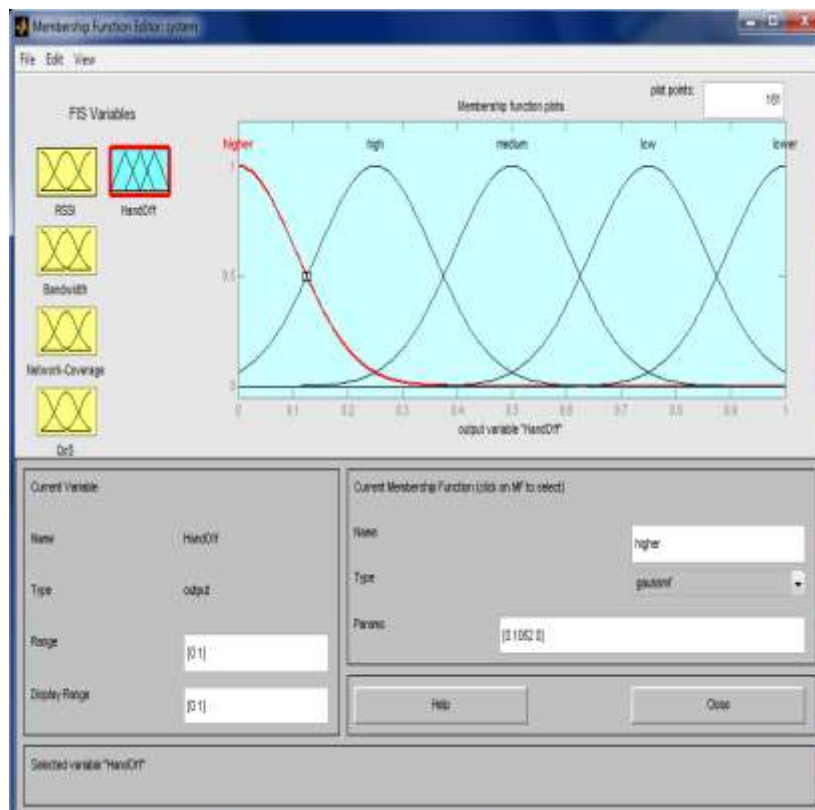 Membership Function Editor: system
File Edit View
FIS Variables
RSSI
HandOff
Bandwidth
Network-Coverage
QoS
Membership function plots
plot points:
181
higher
high
medium
low
lower
1
0.5
0
0 0.1 0.2 0.3 0.4 0.5 0.6 0.7 0.8 0.9 1
output variable "HandOff"
Current Variable
Name
HandOff
Type
output
Range
[0 1]
Display Range
[0 1]
Current Membership Function (click on MF to select)
Name
higher
Type
gaussmf
Params
[0.1062 0]
Help
Close
Selected variable "HandOff"